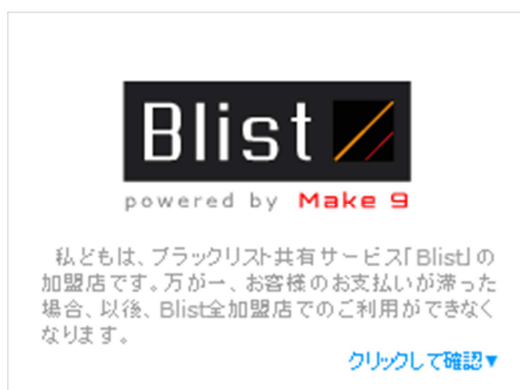 Blist
powered by Make 9
私どもは、ブラックリスト共有サービス「Blist」の
加盟店です。万が一、お客様のお支払いが滞った
場合、以後、Blist全加盟店でのご利用ができなく
なります。
クリックして確認▼